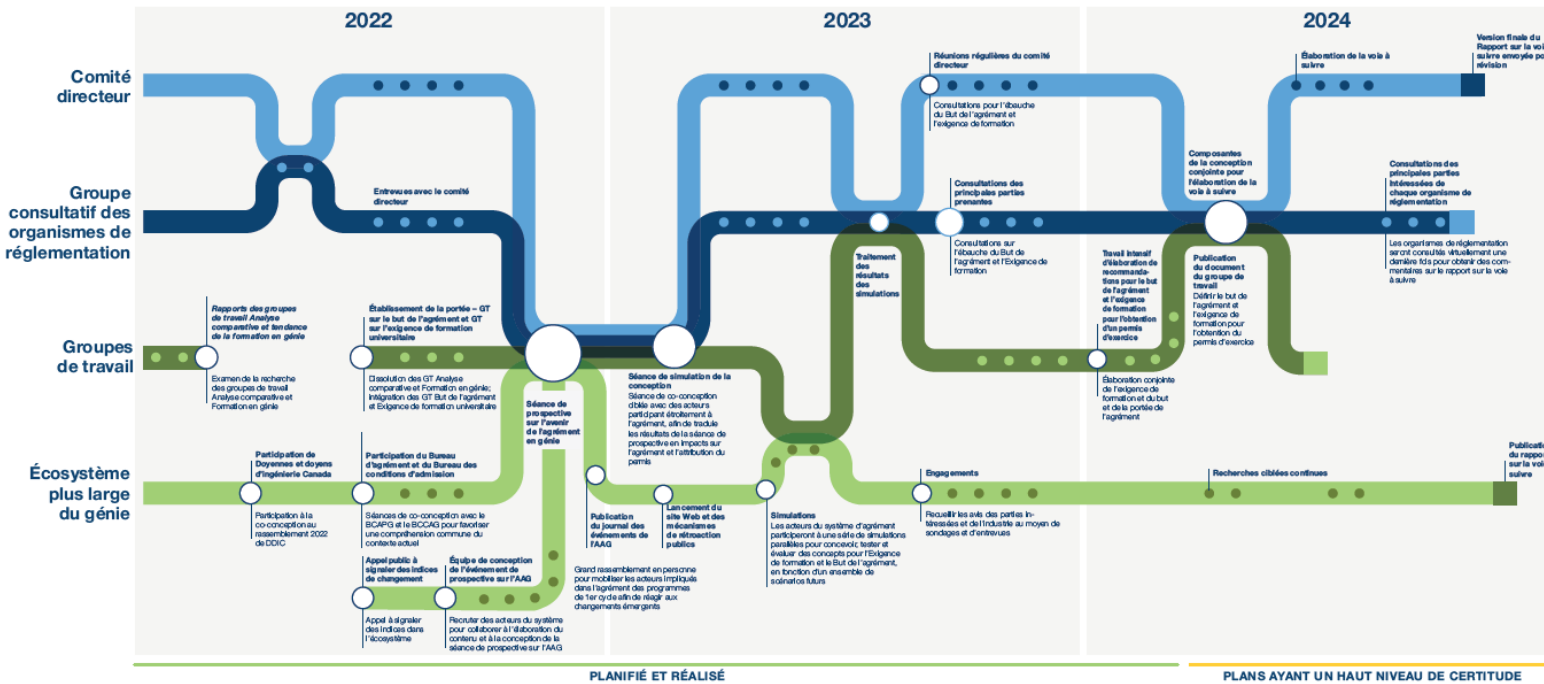 2022
2023
2024
Comité
directeur
Réunions régulières du comité
directeur
Consultations pour l'ébauche
du But de l'agrément et
l'exigence de formation
Élaboration de la voie à
suivre
Version finale du
Rapport sur la voi
suivre envoyée po
révision
Groupe
consultatif des
organismes de
réglementation
Entrevues avec le comité
directeur
Consultations des
principales parties
prenantes
Consultations sur
l'ébauche du But de
l'agrément et l'Exigence de
formation
Composantes
de la conception
conjointe pour
l'élaboration de la
voie à suivre
Consultations des
principales parties
Intéressées de
chaque organisme de
réglementation
Les organismes de réglementation
seront consultés virtuellement une
dernière fois pour obtenir des com-
mentaires sur le rapport sur la voie
à suivre
Groupes
de travail
Rapports des groupes
de travail Analyse
comparative et tendance
de la formation en génie
Examen de la recherche
des groupes de travail
Analyse comparative et
Formation en génie
Établissement de la portée – GT
sur le but de l'agrément et GT
sur l'exigence de formation
universitaire
Dissolution des GT Analyse
comparative et Formation en génie;
Intégration des GT But de l'agrément
et Exigence de formation universitaire
Séance de
prospective
sur l'avenir
de l'agrément
en génie
Séance de simulation de la
conception
Séance de co-conception
ciblée avec des acteurs
participant étroitement à
l'agrément, afin de traduie
les résultats de la séance de
prospective en impacts sur
l'agrément et l'attribution du
permis
Traitement
des
résultats
des
simulations
Travail intensif
d'élaboration de
recommanda-
tions pour le but
de l'agrément
et l'exigence
de formation
pour l'obtention
d'un permis
d'exercice
Élaboration conjointe
de l'exigence de
formation et du but
et de la portée de
l'agrément
Publication
du document
du groupe de
travail
Définir le but de
l'agrément et
l'exigence de
formation pour
l'obtention du
permis d'exercice
Écosystème
plus large
du génie
Participation de
Doyennes et doyens
d'ingénierie Canada
Participation à la
co-conception au
rassemblement 2022
de DDIC
Participation du Bureau
d'agrément et du Bureau des
conditions d'admission
Séances de co-conception avec le
BCAPG et le BCCAG pour favoriser
une compréhension commune du
contexte actuel
Appel public à
signaler des indices
de changement
Appel à signaler
des indices dans
l'écosystème
Équipe de conception
de l'événement de
prospective sur l'AAG
Recruter des acteurs du système
pour collaborer à l'élaboration du
contenu et à la conception de la
séance de prospective sur l'AAG
Publication
du journal des
événements de
l'AAG
Grand rassemblement en personne
pour mobiliser les acteurs impliqués
dans l'agrément des programmes
de 1er cycle afin de réagir aux
changements émergents
Lancement du
site Web et des
mécanismes
de rétroaction
publics
Simulations
Les acteurs du système d'agrément
participeront à une série de simulations
parallèles pour concevoir, tester et
évaluer des concepts pour l'Exigence
de formation et le But de l'agrément,
en fonction d'un ensemble de
scénarios futurs
Engagements
Recueillir les avis des parties in-
téressées et de l'industrie au moyen de
sondages et d'entrevues
Recherches ciblées continues
Publicatio
du rappor
sur la voie
suivre
PLANIFIÉ ET RÉALISÉ
PLANS AYANT UN HAUT NIVEAU DE CERTITUDE